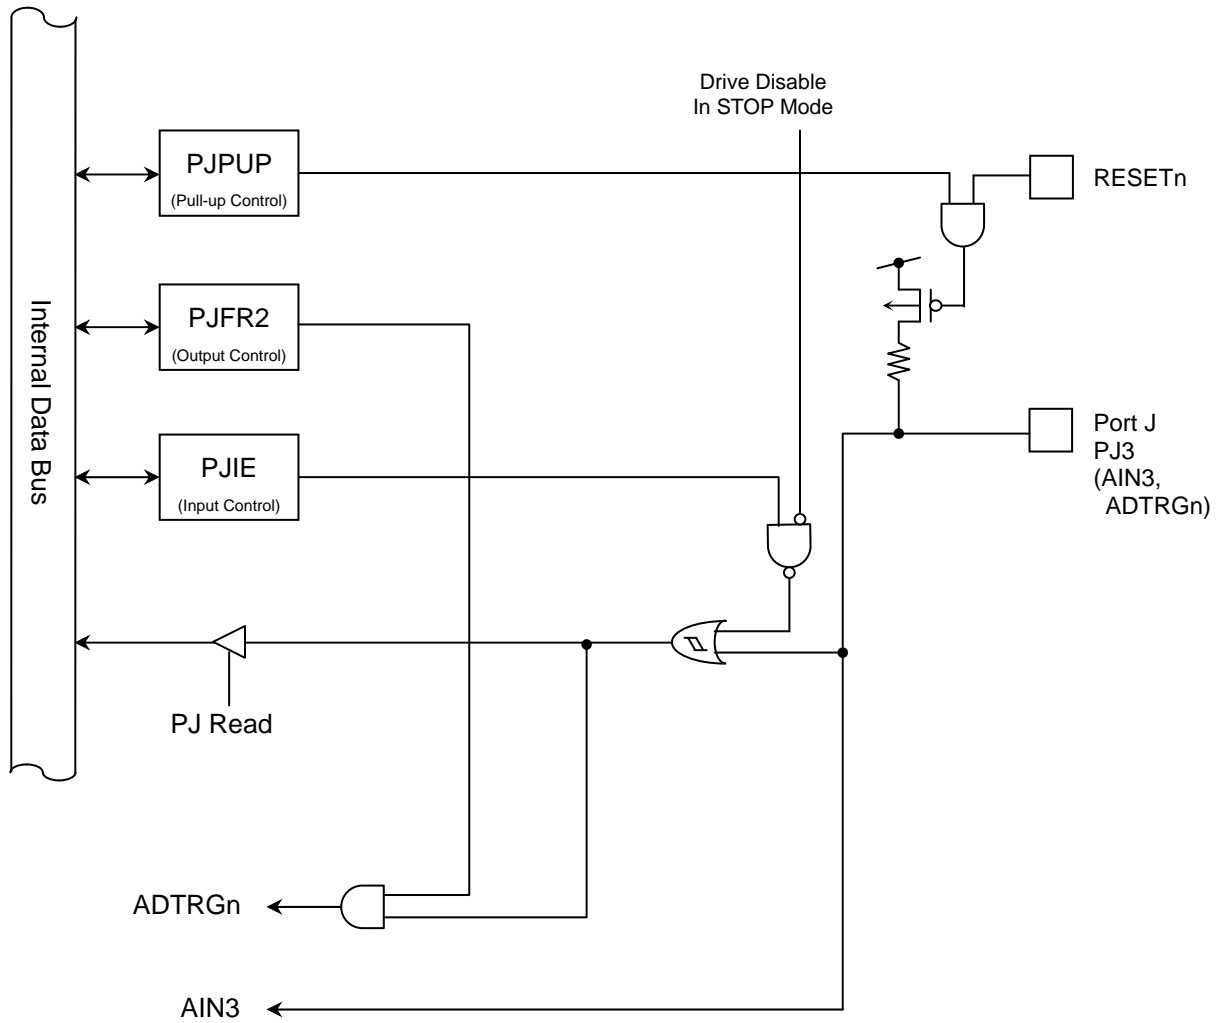 Drive Disable
In STOP Mode
PJPUP
(Pull-up Control)
RESETn
PJFR2
(Output Control)
Internal Data Bus
Port J
PJ3
(AIN3,
ADTRGn)
PJIE
(Input Control)
PJ Read
ADTRGn
AIN3